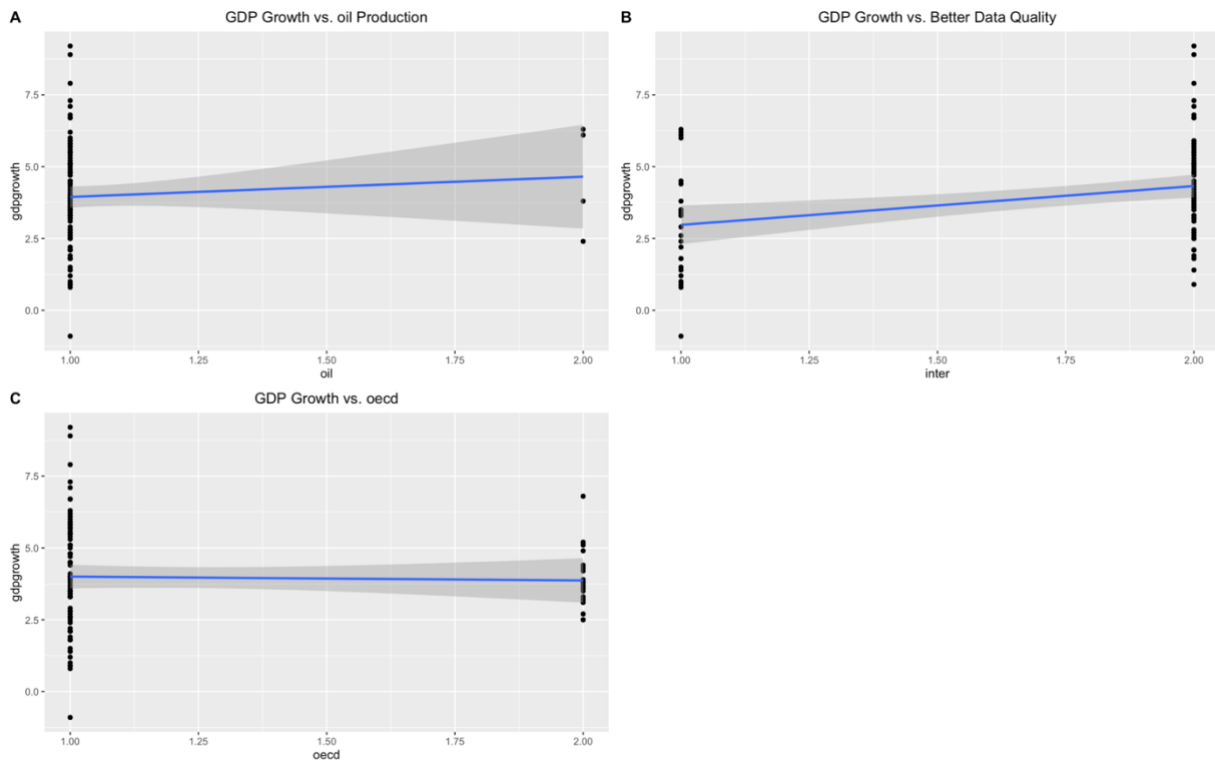 A
GDP Growth vs. oil Production
gdpgrowth
7.5
5.0
2.5
0.0
1.00 1.25 1.50 1.75 2.00
oil
B
GDP Growth vs. Better Data Quality
gdpgrowth
7.5
5.0
2.5
0.0
1.00 1.25 1.50 1.75 2.00
inter
C
GDP Growth vs. oecd
gdpgrowth
7.5
5.0
2.5
0.0
1.00 1.25 1.50 1.75 2.00
oecd